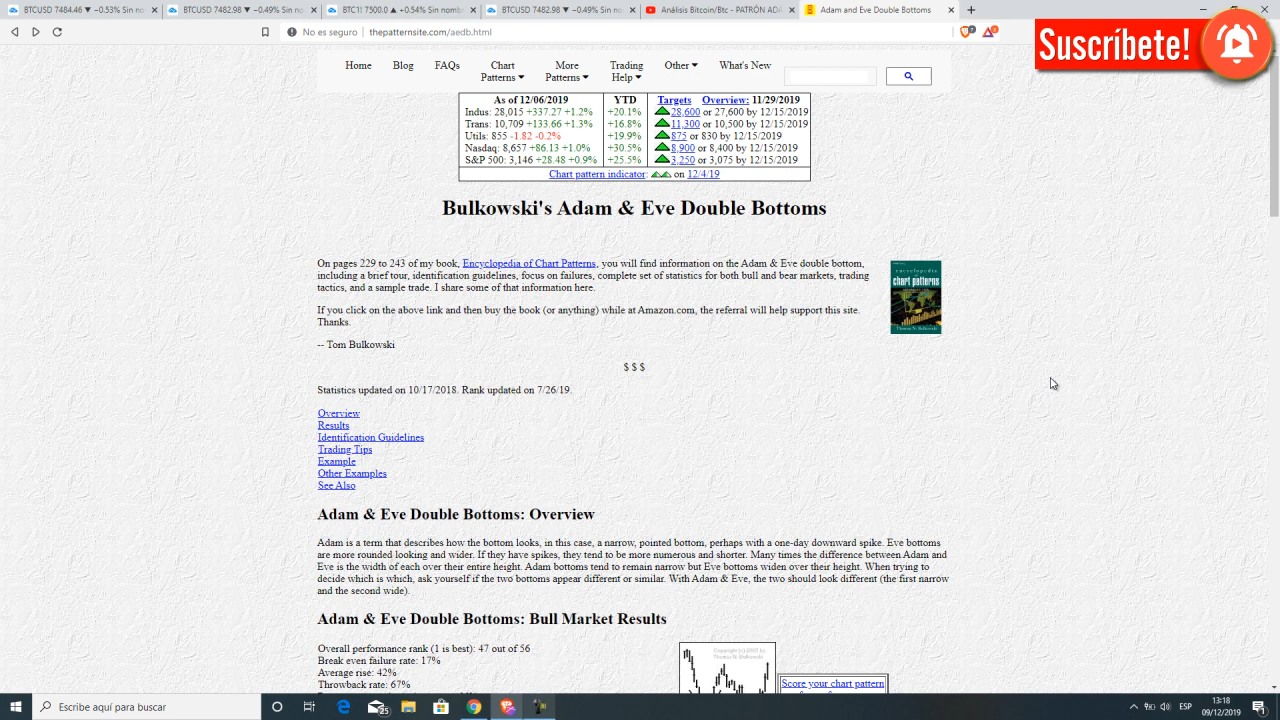 BTCUSD 7484.46 ▼ −0.53% Sin no
BTCUSD 7482.98 ▼ −0.49% Sin no
BTC1! 7500.0 ▲ +0.54% Sin nomb
BTCUSD 7482.98 ▼ −0.49% Sin no
Análisis Bitcoin/Btc - PATRÓN ADA
Adam and Eve Double Bottoms
No es seguro
thepatternsite.com/aedb.html
Suscríbete!
Home
Blog
FAQs
Chart
Patterns
More
Patterns
Trading
Help
Other
What's New
As of 12/06/2019 YTD Targets Overview: 11/29/2019
Indus: 28,015 +337.27 +1.2% +20.1% 28,600 or 27,600 by 12/15/2019
Trans: 10,709 +133.66 +1.3% +16.8% 11,300 or 10,500 by 12/15/2019
Utils: 855 -1.82 -0.2% +19.9% 875 or 830 by 12/15/2019
Nasdaq: 8,657 +86.13 +1.0% +30.5% 8,900 or 8,400 by 12/15/2019
S&P 500: 3,146 +28.48 +0.9% +25.5% 3,250 or 3,075 by 12/15/2019
Chart pattern indicator: on 12/4/19
Bulkowski's Adam & Eve Double Bottoms
On pages 229 to 243 of my book, Encyclopedia of Chart Patterns, you will find information on the Adam & Eve double bottom,
including a brief tour, identification guidelines, focus on failures, complete set of statistics for both bull and bear markets, trading
tactics, and a sample trade. I share some of that information here.
encyclopedia
chart patterns
If you click on the above link and then buy the book (or anything) while at Amazon.com, the referral will help support this site.
Thanks.
-- Tom Bulkowski
$ $ $
Statistics updated on 10/17/2018. Rank updated on 7/26/19.
Overview
Results
Identification Guidelines
Trading Tips
Example
Other Examples
See Also
Adam & Eve Double Bottoms: Overview
Adam is a term that describes how the bottom looks, in this case, a narrow, pointed bottom, perhaps with a one-day downward spike. Eve bottoms
are more rounded looking and wider. If they have spikes, they tend to be more numerous and shorter. Many times the difference between Adam and
Eve is the width of each over their entire height. Adam bottoms tend to remain narrow but Eve bottoms widen over their height. When trying to
decide which is which, ask yourself if the two bottoms appear different or similar. With Adam & Eve, the two should look different (the first narrow
and the second wide).
Adam & Eve Double Bottoms: Bull Market Results
Overall performance rank (1 is best): 47 out of 56
Break even failure rate: 17%
Average rise: 42%
Throwback rate: 67%
Thomas N. Bulkowski
Score your chart pattern
Escribe aquí para buscar
25
ESP
13:18
09/12/2019